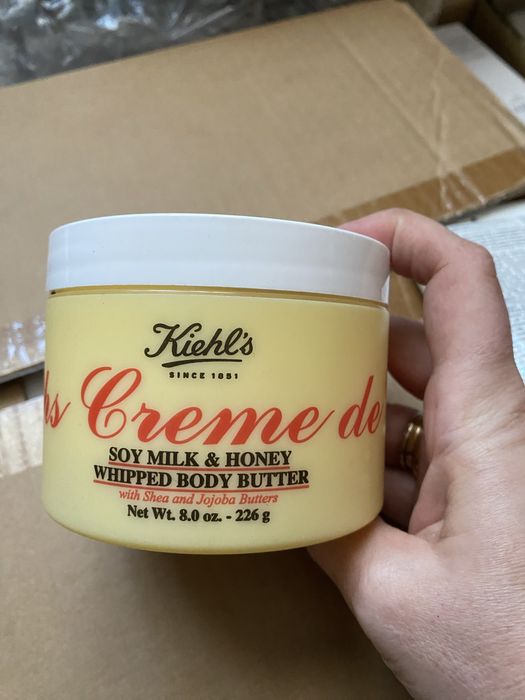 Kiehl's
SINCE 1851
Creme de
SOY MILK & HONEY
WHIPPED BODY BUTTER
with Shea and Jojoba Butters
Net Wt. 8.0 oz. - 226 g